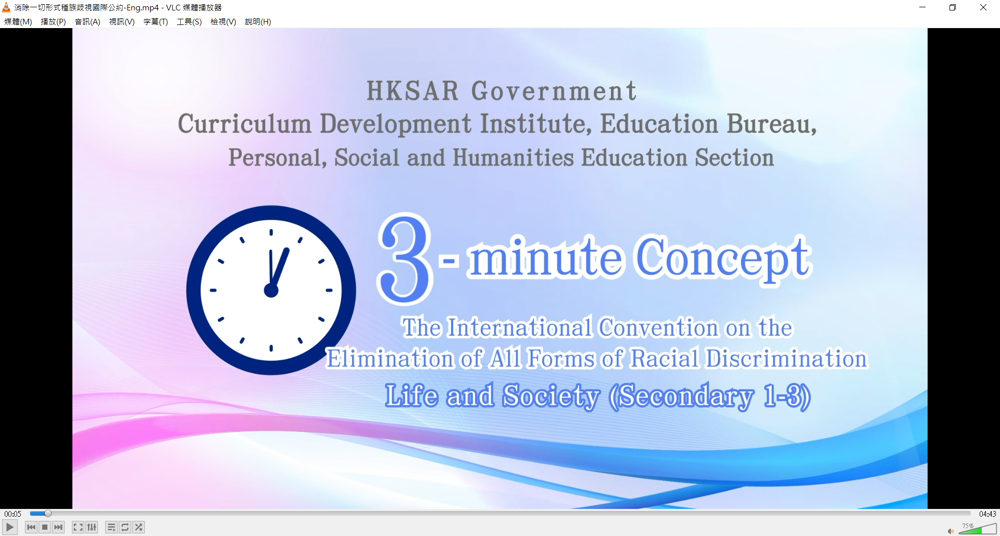 消除一切形式種族歧視國際公約-Eng.mp4 - VLC 媒體播放器
媒體(M) 播放(P) 音訊(A) 視訊(V) 字幕(T) 工具(S) 檢視(V) 說明(H)
HKSAR Government
Curriculum Development Institute, Education Bureau,
Personal, Social and Humanities Education Section
3-minute Concept
The International Convention on the
Elimination of All Forms of Racial Discrimination
Life and Society (Secondary 1-3)
00:05
04:43
75%